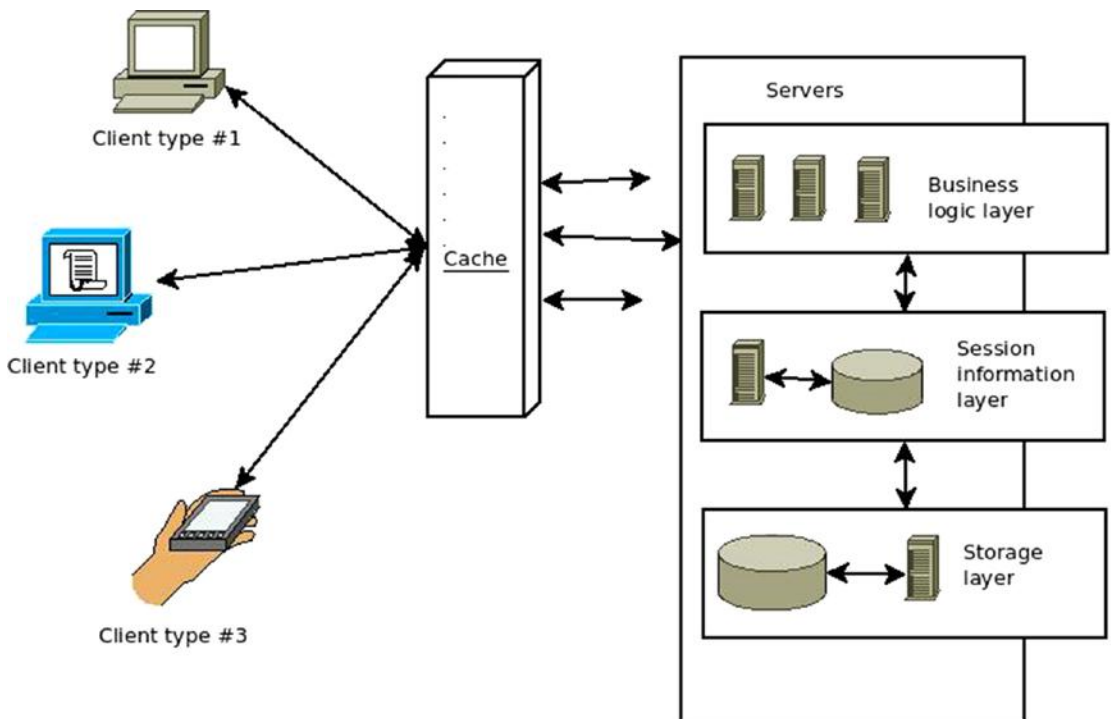 Client type #1
Client type #2
Client type #3
Cache
Servers
Business
logic layer
Session
information
layer
Storage
layer